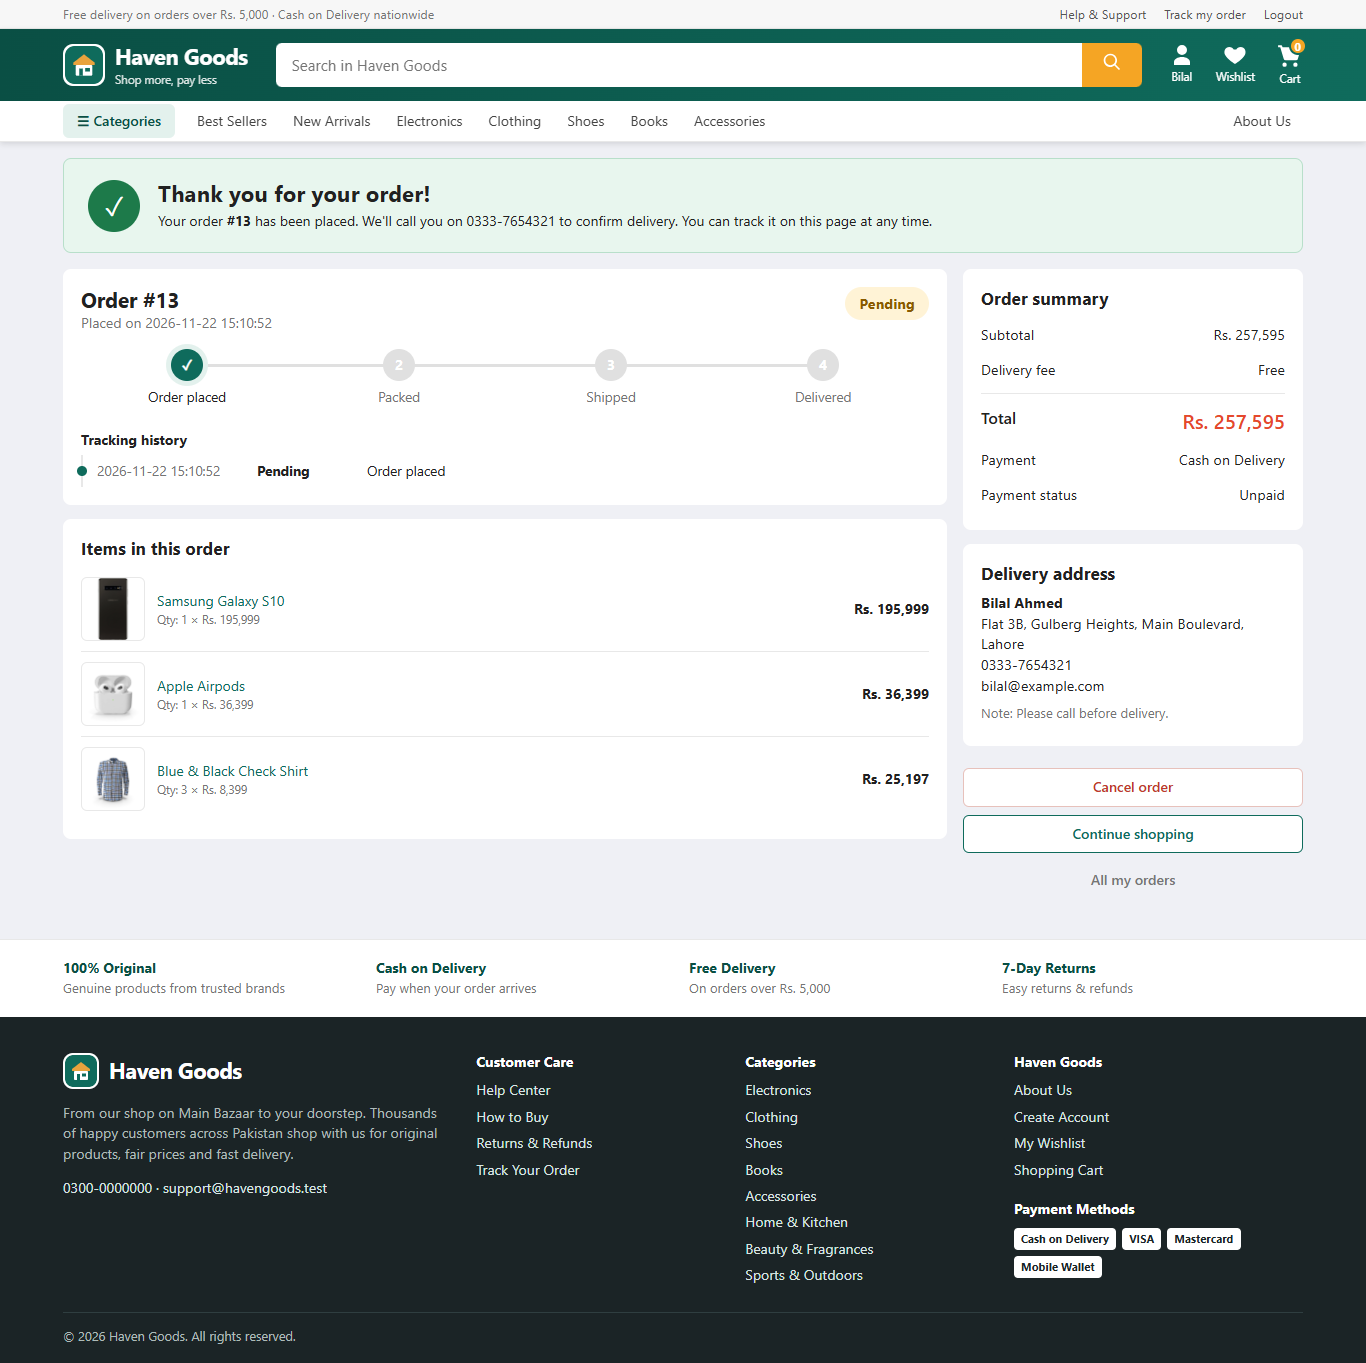 Free delivery on orders over Rs. 5,000 · Cash on Delivery nationwide
Help & Support
Track my order
Logout
Haven Goods
Shop more, pay less
Search in Haven Goods
Bilal
Wishlist
0
Cart
☰ Categories
Best Sellers
New Arrivals
Electronics
Clothing
Shoes
Books
Accessories
About Us
✓
Thank you for your order!
Your order #13 has been placed. We'll call you on 0333-7654321 to confirm delivery. You can track it on this page at any time.
Order #13
Placed on 2026-11-22 15:10:52
Pending
✓
2
3
4
Order placed
Packed
Shipped
Delivered
Tracking history
2026-11-22 15:10:52
Pending
Order placed
Items in this order
Samsung Galaxy S10
Qty: 1 × Rs. 195,999
Rs. 195,999
Apple Airpods
Qty: 1 × Rs. 36,399
Rs. 36,399
Blue & Black Check Shirt
Qty: 3 × Rs. 8,399
Rs. 25,197
Order summary
Subtotal
Rs. 257,595
Delivery fee
Free
Total
Rs. 257,595
Payment
Cash on Delivery
Payment status
Unpaid
Delivery address
Bilal Ahmed
Flat 3B, Gulberg Heights, Main Boulevard,
Lahore
0333-7654321
bilal@example.com
Note: Please call before delivery.
Cancel order
Continue shopping
All my orders
100% Original
Genuine products from trusted brands
Cash on Delivery
Pay when your order arrives
Free Delivery
On orders over Rs. 5,000
7-Day Returns
Easy returns & refunds
Haven Goods
From our shop on Main Bazaar to your doorstep. Thousands
of happy customers across Pakistan shop with us for original
products, fair prices and fast delivery.
0300-0000000 · support@havengoods.test
Customer Care
Help Center
How to Buy
Returns & Refunds
Track Your Order
Categories
Electronics
Clothing
Shoes
Books
Accessories
Home & Kitchen
Beauty & Fragrances
Sports & Outdoors
Haven Goods
About Us
Create Account
My Wishlist
Shopping Cart
Payment Methods
Cash on Delivery
VISA
Mastercard
Mobile Wallet
© 2026 Haven Goods. All rights reserved.